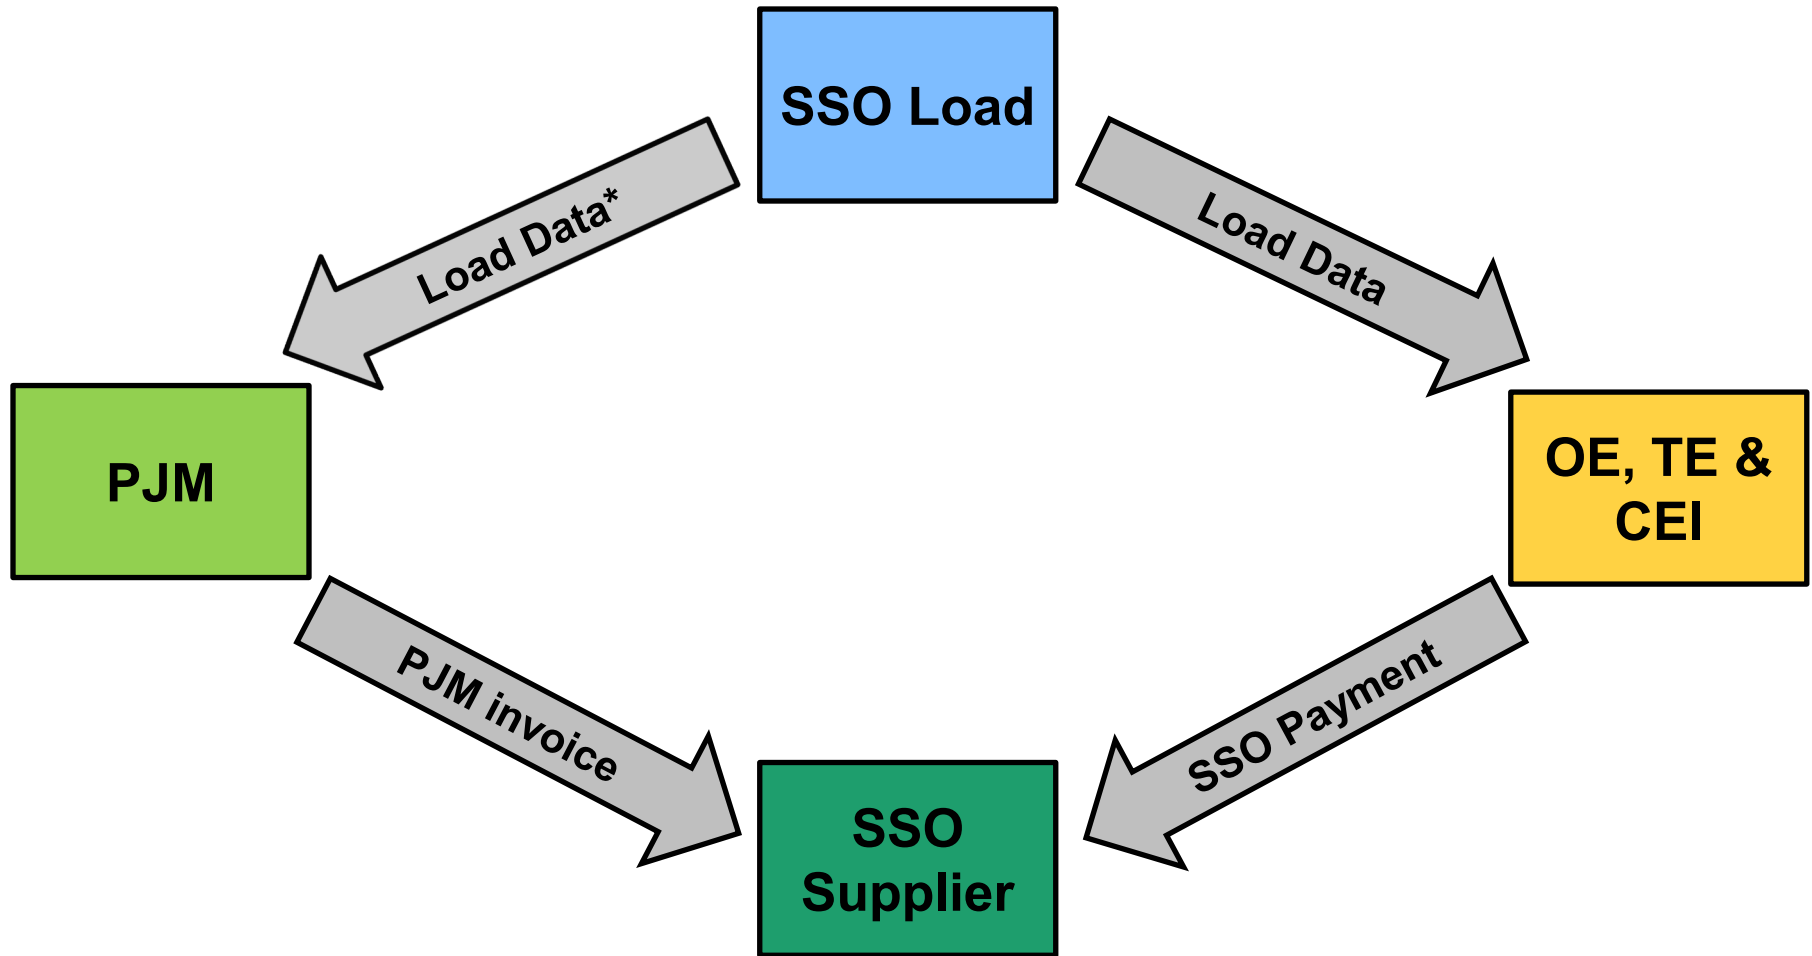 SSO Load
Load Data*
Load Data
PJM
OE, TE &
CEI
PJM invoice
SSO Payment
SSO
Supplier